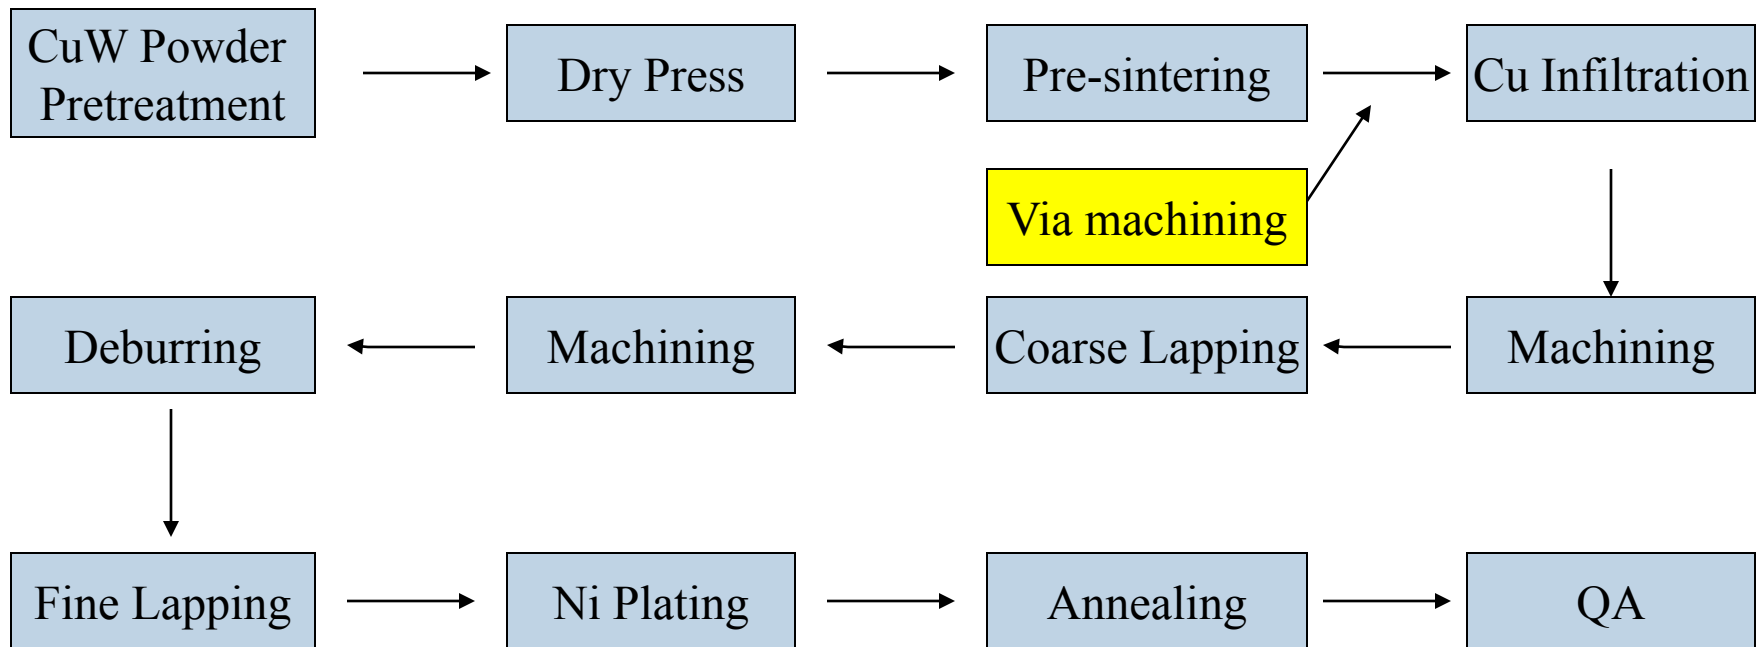 CuW Powder
Pretreatment
Dry Press
Pre-sintering
Cu Infiltration
Via machining
Deburring
Machining
Coarse Lapping
Machining
Fine Lapping
Ni Plating
Annealing
QA